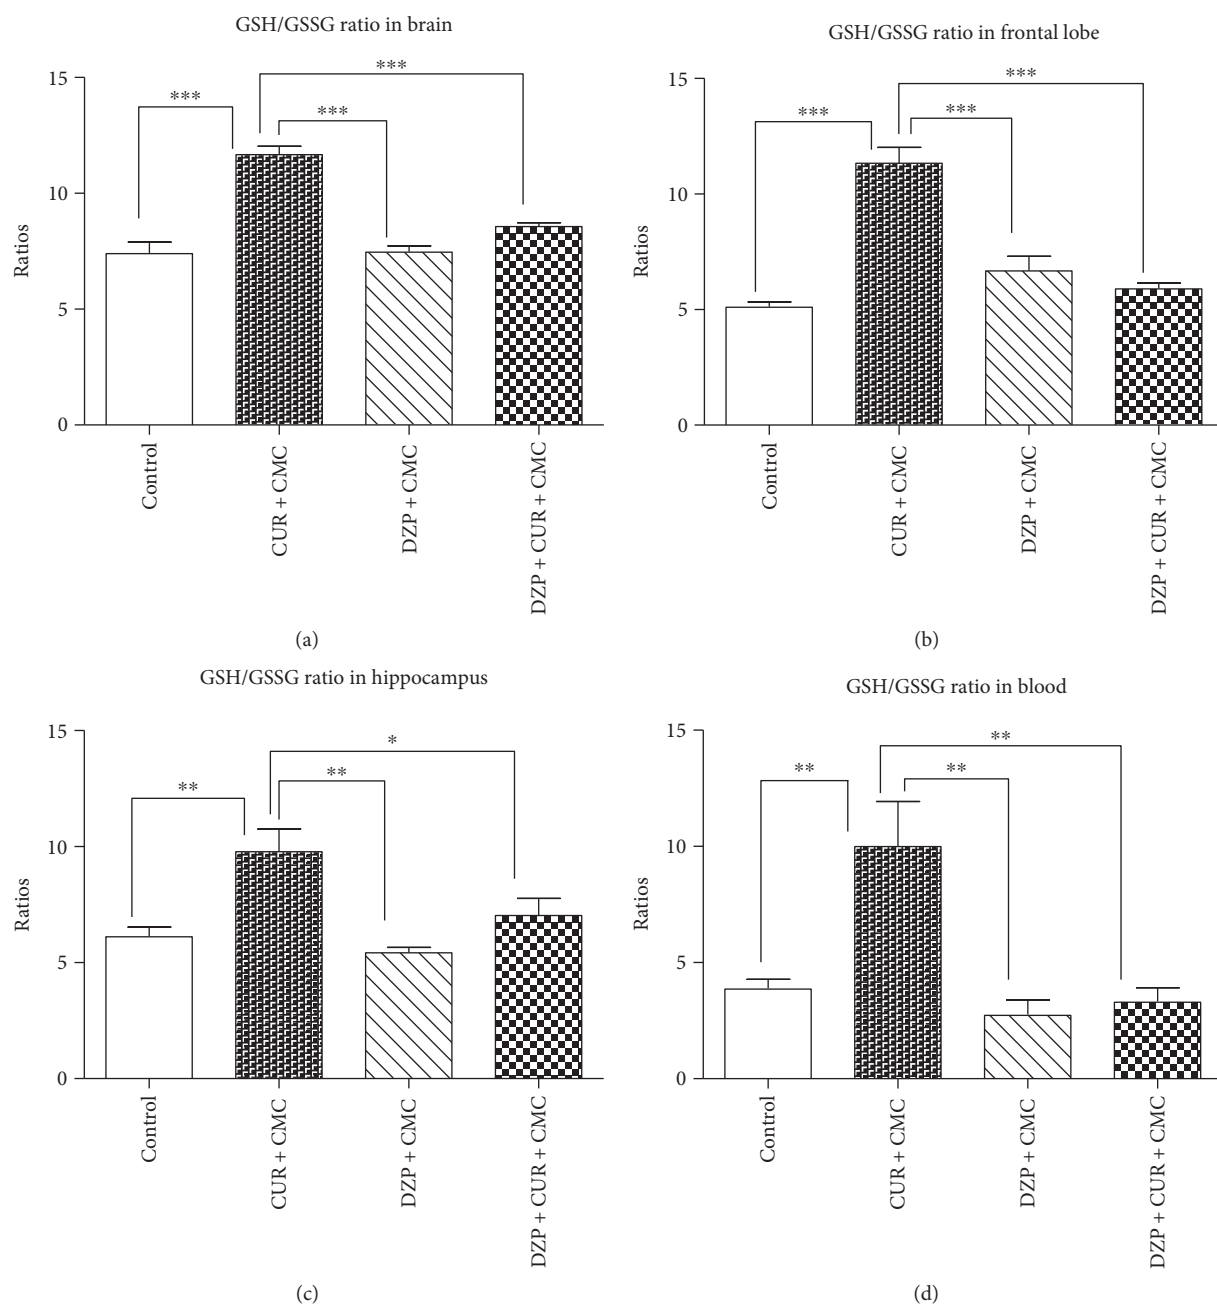 GSH/GSSG ratio in brain
15
10
5
0
Ratios
***
***
***
Control
CUR + CMC
DZP + CMC
DZP + CUR + CMC
(a)
GSH/GSSG ratio in frontal lobe
15
10
5
0
Ratios
***
***
***
Control
CUR + CMC
DZP + CMC
DZP + CUR + CMC
(b)
GSH/GSSG ratio in hippocampus
15
10
5
0
Ratios
*
**
**
Control
CUR + CMC
DZP + CMC
DZP + CUR + CMC
(c)
GSH/GSSG ratio in blood
15
10
5
0
Ratios
**
**
**
Control
CUR + CMC
DZP + CMC
DZP + CUR + CMC
(d)